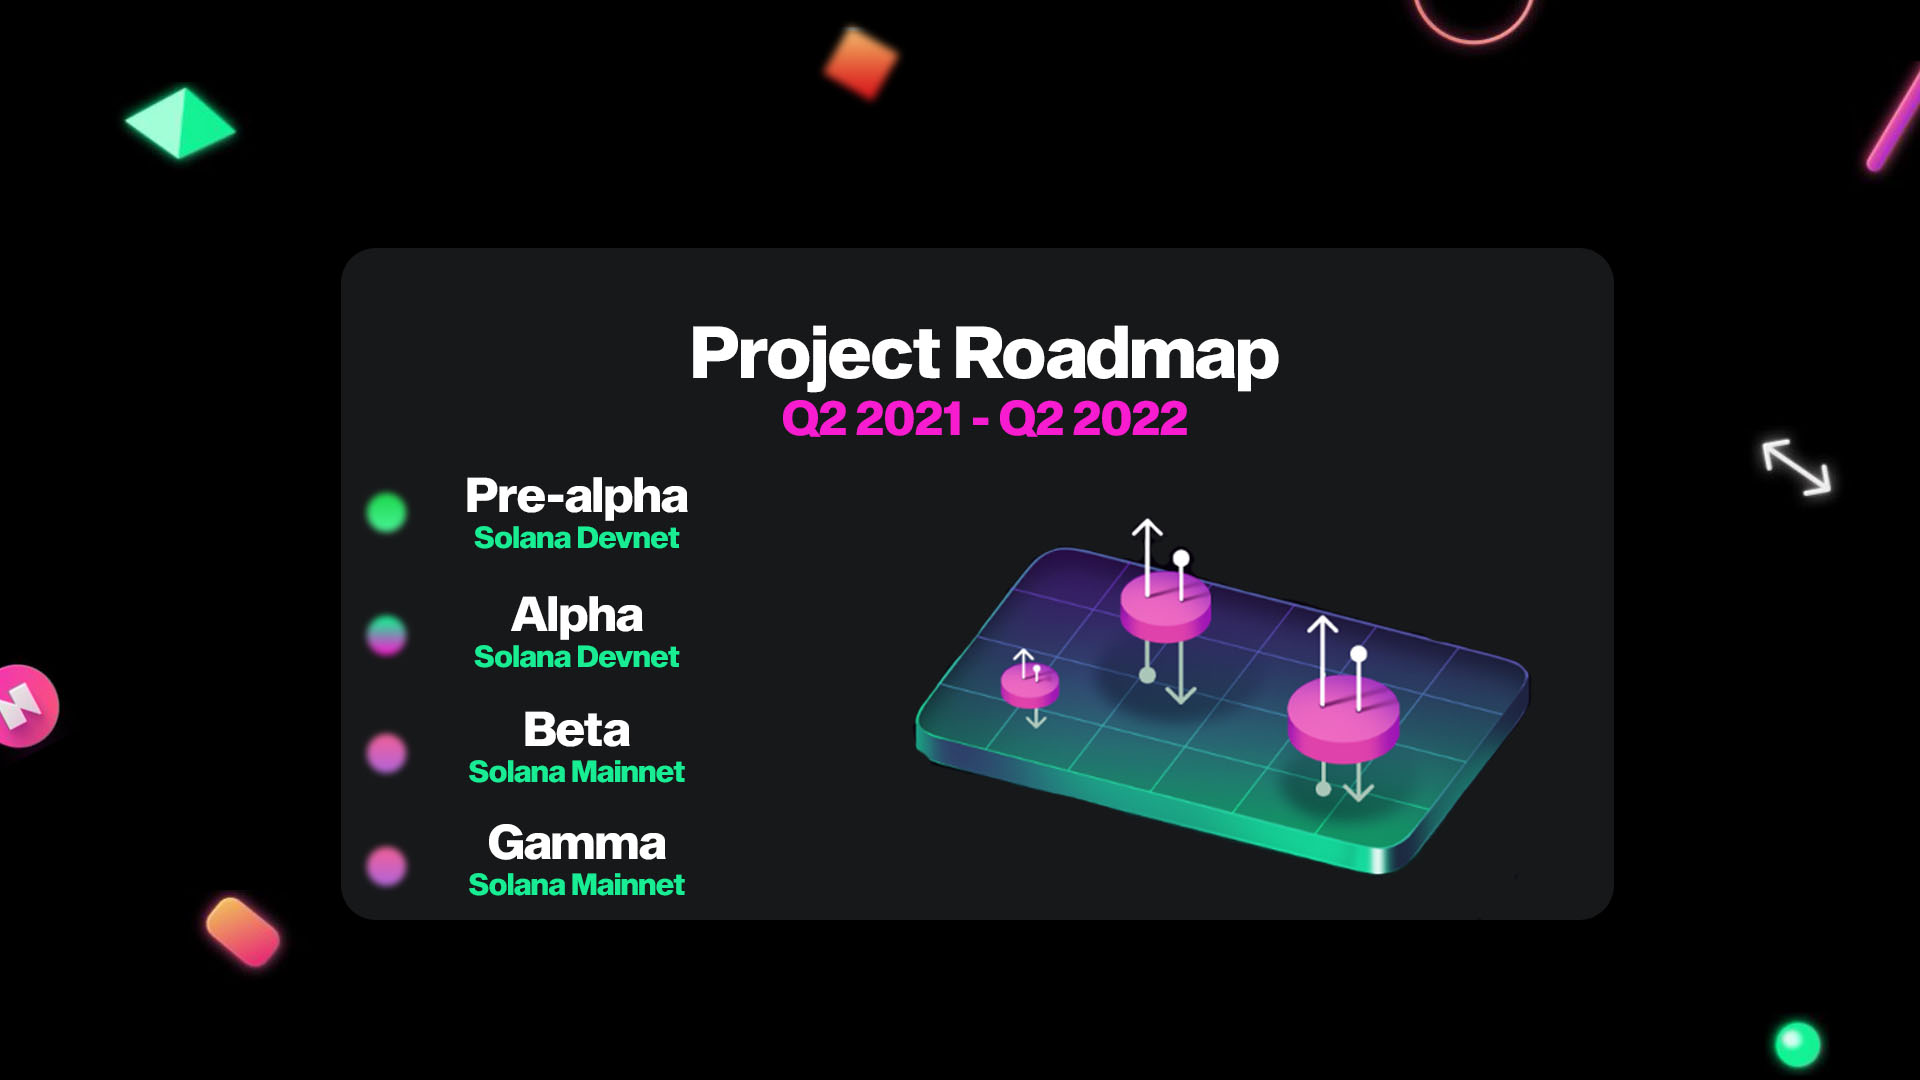 Project Roadmap
Q2 2021 - Q2 2022
Pre-alpha
Solana Devnet
Alpha
Solana Devnet
Beta
Solana Mainnet
Gamma
Solana Mainnet